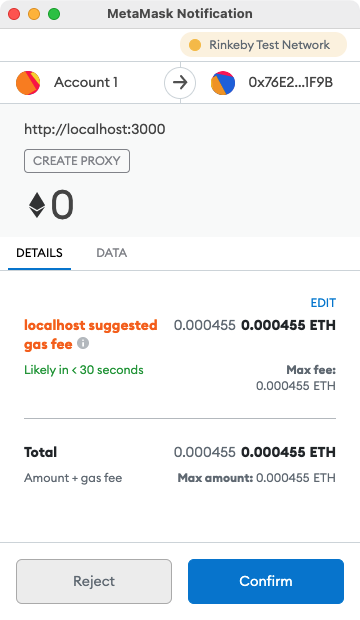 MetaMask Notification
Rinkeby Test Network
Account 1
0x76E2...1F9B
http://localhost:3000
CREATE PROXY
0
DETAILS
DATA
EDIT
localhost suggested 0.000455 0.000455 ETH
gas fee
Likely in < 30 seconds
Max fee:
0.000455 ETH
Total 0.000455 0.000455 ETH
Amount + gas fee Max amount: 0.000455 ETH
Reject
Confirm